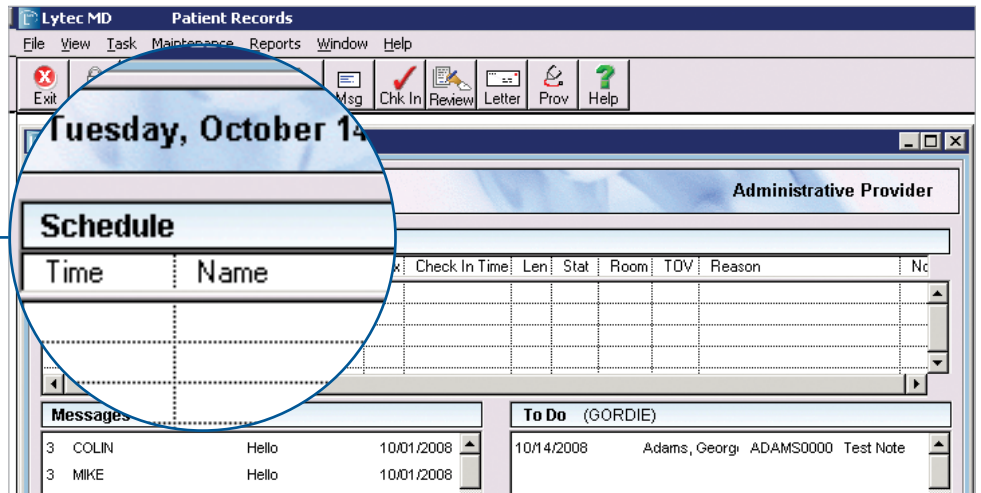 Lytec MD Patient Records
File View Task Maintenance Reports Window Help
Exit Msg Chk In Review Letter Prov Help
Tuesday, October 14
Administrative Provider
Schedule
Time Name Check In Time Len Stat Room TOV Reason
Messages
3 COLIN Hello 10/01/2008
3 MIKE Hello 10/01/2008
To Do (GORDIE)
10/14/2008 Adams, Georg ADAMS0000 Test Note